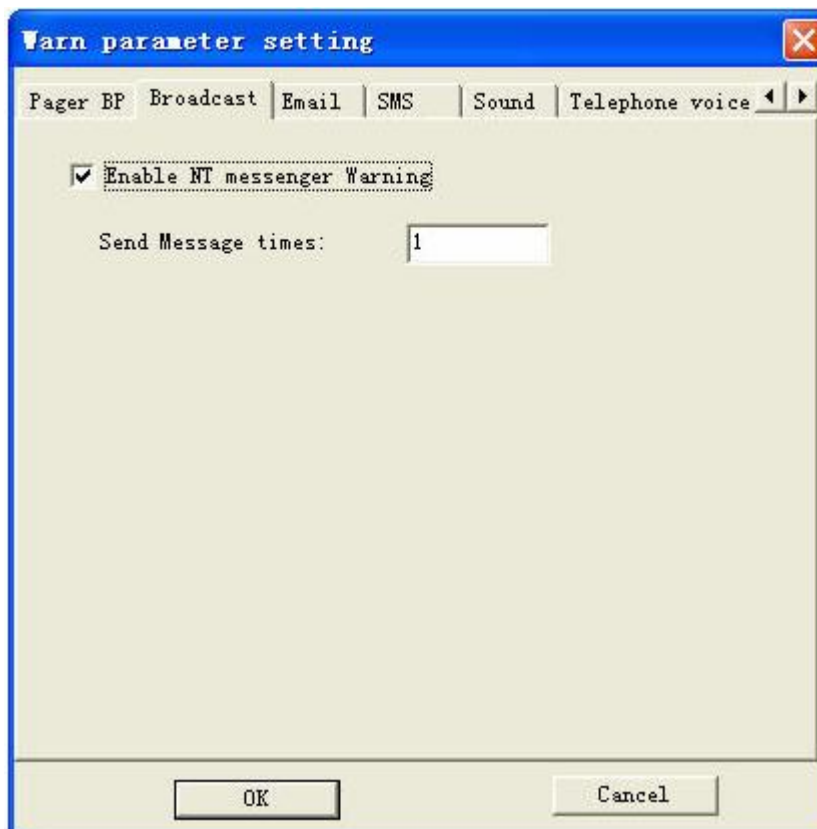 Warn parameter setting
Pager BP Broadcast Email SMS Sound Telephone voice
Enable NT messenger Warning
Send Message times: 1
OK Cancel